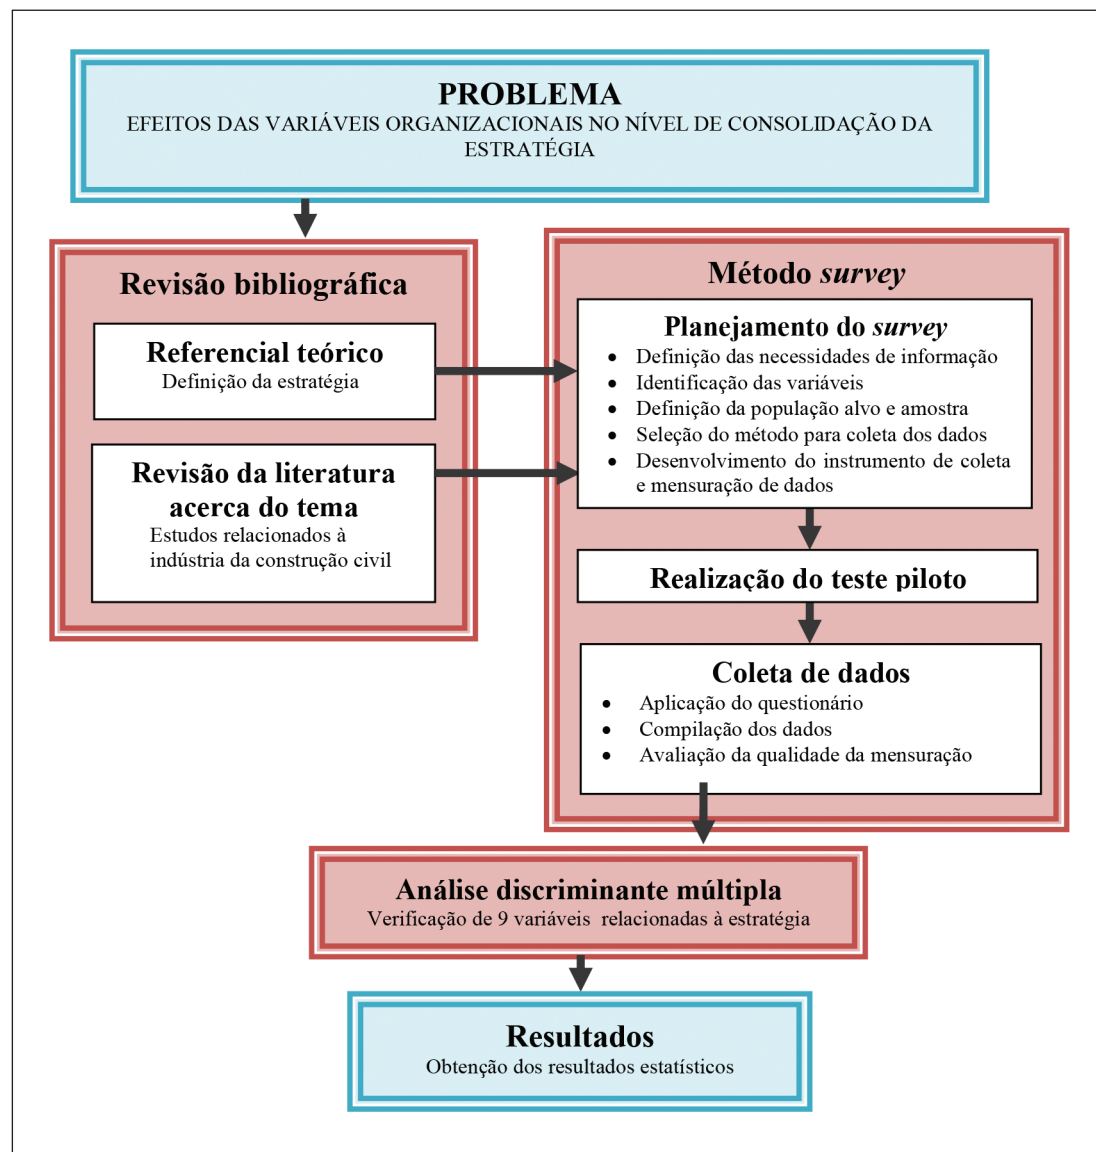 PROBLEMA
EFEITOS DAS VARIÁVEIS ORGANIZACIONAIS NO NÍVEL DE CONSOLIDAÇÃO DA
ESTRATÉGIA
Revisão bibliográfica
Referencial teórico
Definição da estratégia
Revisão da literatura
acerca do tema
Estudos relacionados à
indústria da construção civil
Método survey
Planejamento do survey
• Definição das necessidades de informação
• Identificação das variáveis
• Definição da população alvo e amostra
• Seleção do método para coleta dos dados
• Desenvolvimento do instrumento de coleta
e mensuração de dados
Realização do teste piloto
Coleta de dados
• Aplicação do questionário
• Compilação dos dados
• Avaliação da qualidade da mensuração
Análise discriminante múltipla
Verificação de 9 variáveis relacionadas à estratégia
Resultados
Obtenção dos resultados estatísticos